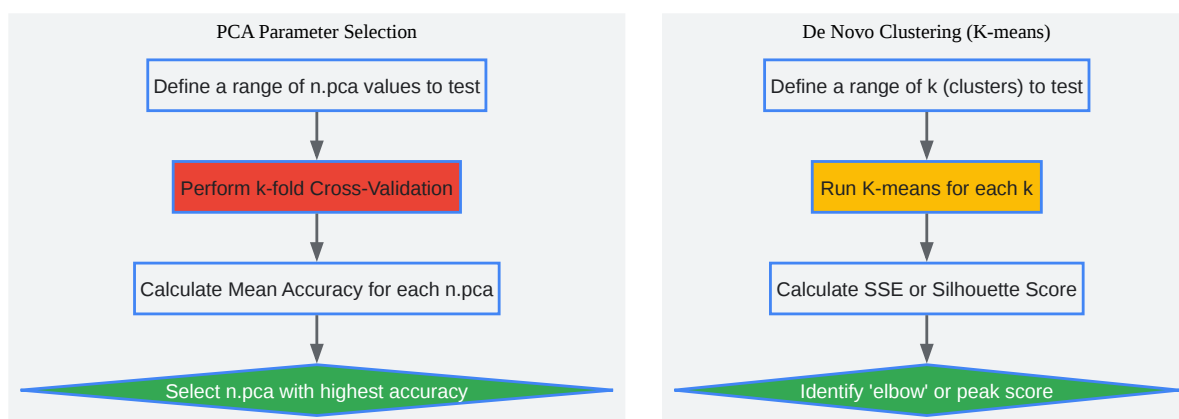 PCA Parameter Selection
Define a range of n.pca values to test
Perform k-fold Cross-Validation
Calculate Mean Accuracy for each n.pca
Select n.pca with highest accuracy
De Novo Clustering (K-means)
Define a range of k (clusters) to test
Run K-means for each k
Calculate SSE or Silhouette Score
Identify 'elbow' or peak score